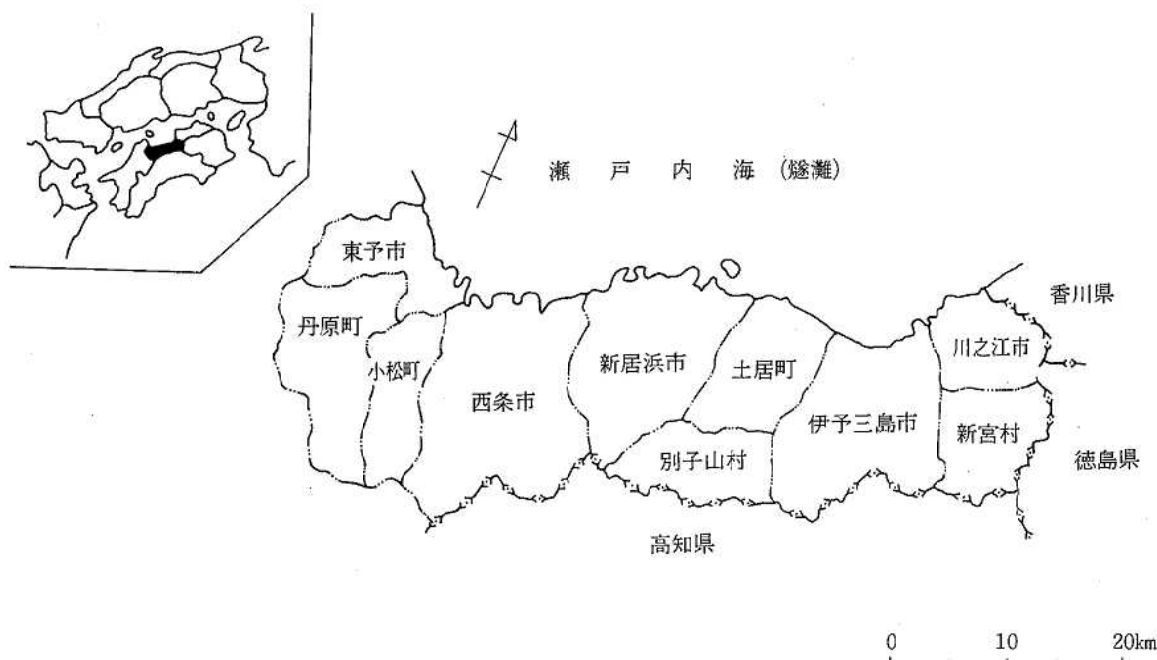 瀬戸内海 (燧灘)
東予市
香川県
丹原町
川之江市
小松町
新居浜市
土居町
西条市
伊予三島市
新宮村
別子山村
徳島県
高知県
0 10 20km